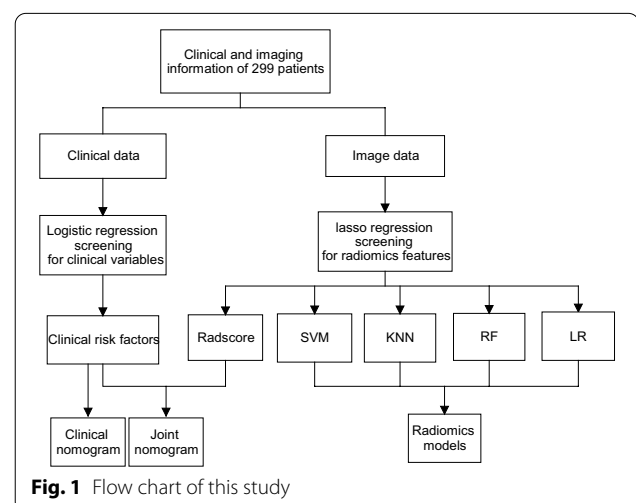 Clinical and imaging
information of 299 patients
Clinical data
Image data
Logistic regression
screening
for clinical variables
lasso regression
screening
for radiomics features
Clinical risk factors
Radscore
SVM
KNN
RF
LR
Clinical
nomogram
Joint
nomogram
Radiomics
models
Fig. 1 Flow chart of this study